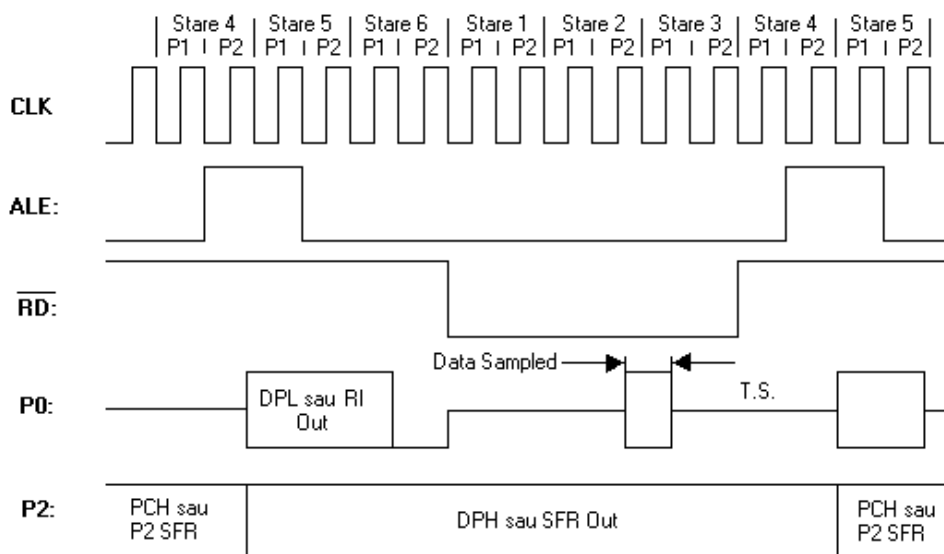 Stare 4 Stare 5 Stare 6 Stare 1 Stare 2 Stare 3 Stare 4 Stare 5
P1 P2 P1 P2 P1 P2 P1 P2 P1 P2 P1 P2 P1 P2 P1 P2
CLK
ALE:
RD:
Data Sampled
P0:
DPL sau RI
Out
T.S.
P2:
PCH sau
P2 SFR
DPH sau SFR Out
PCH sau
P2 SFR